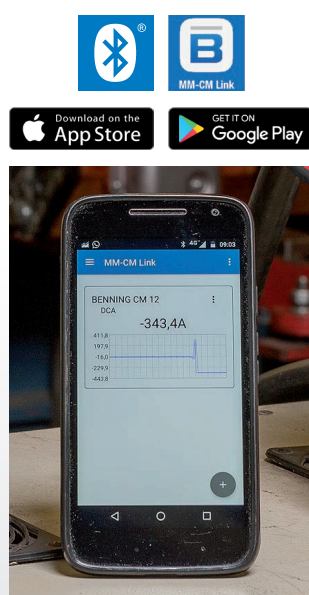 ®
B
MM-CM Link
Download on the
App Store
GET IT ON
Google Play
4G 09:03
MM-CM Link
BENNING CM 12
DCA
-343,4A
411,8
197,9
-16,0
-229,9
-443,8
+